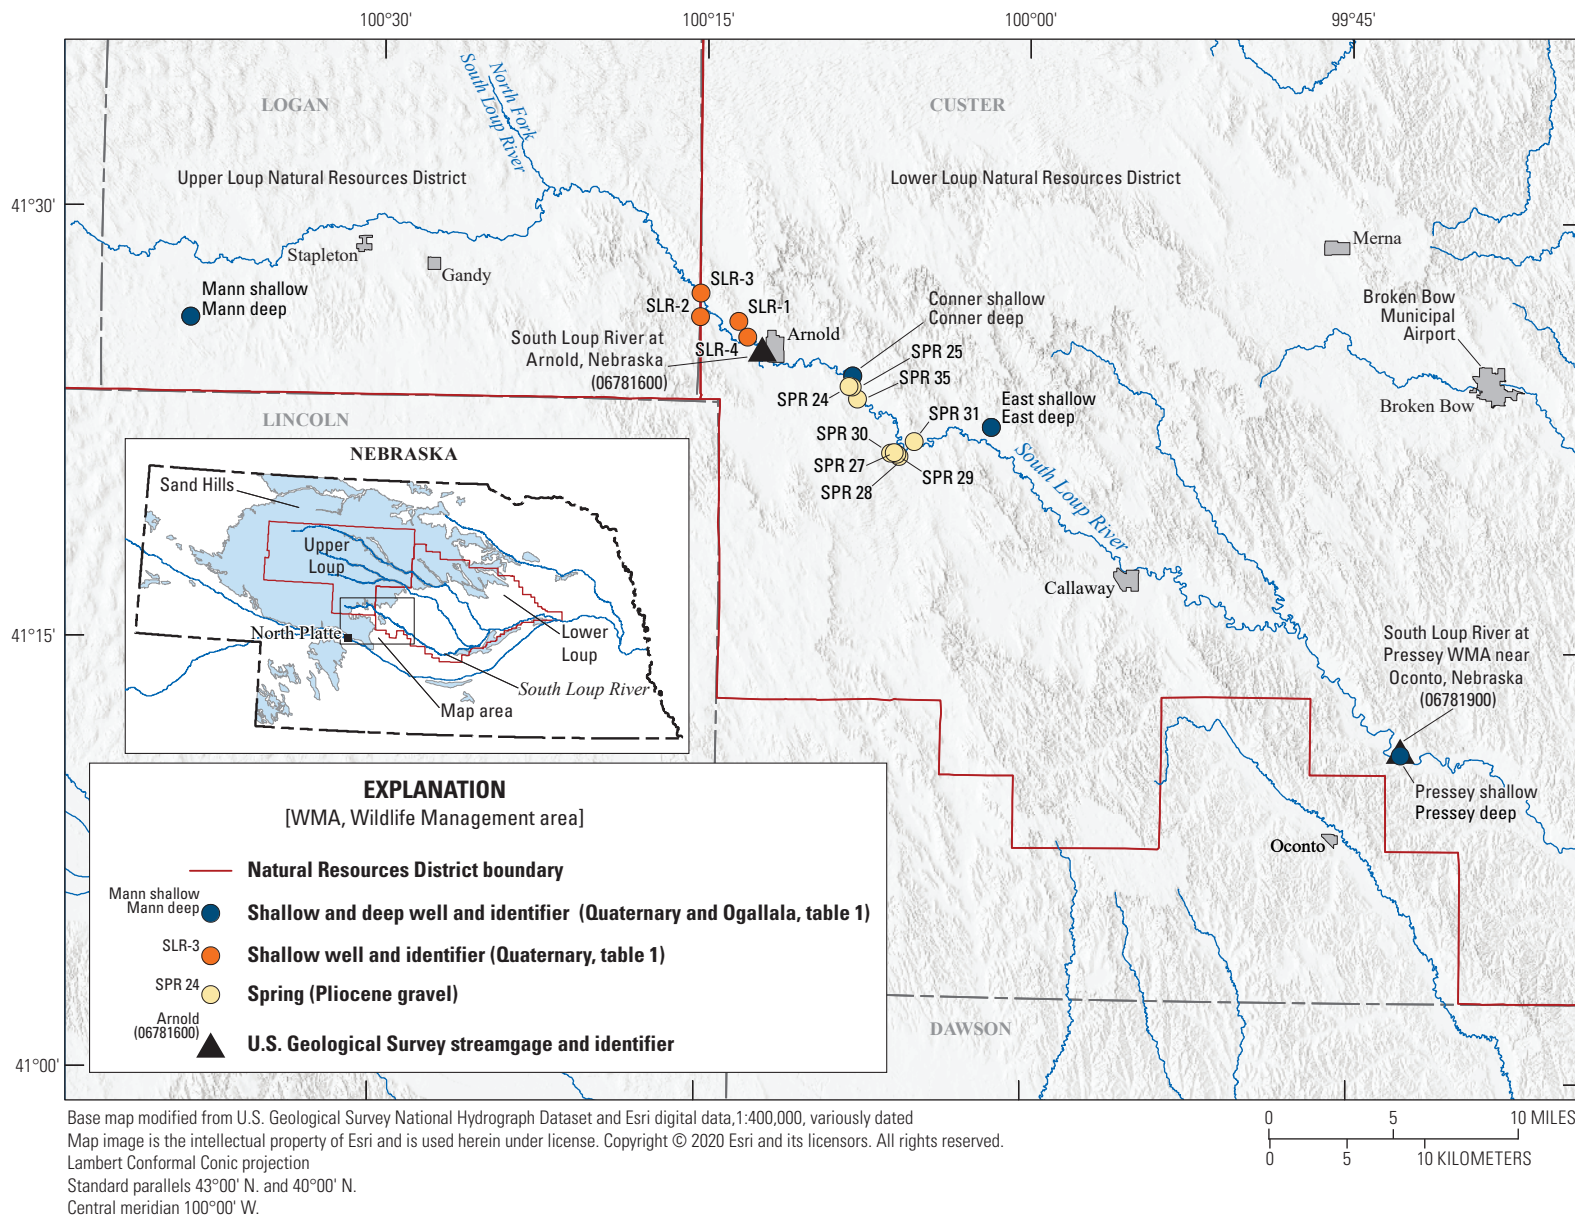 100°30'
100°15'
100°00'
99°45'
41°30'
41°15'
41°00'
LOGAN
CUSTER
LINCOLN
DAWSON
North Fork
South Loup River
Upper Loup Natural Resources District
Lower Loup Natural Resources District
Stapleton
Gandy
Merna
Mann shallow
Mann deep
SLR-3
SLR-2
SLR-1
SLR-4
Arnold
South Loup River at
Arnold, Nebraska
(06781600)
Conner shallow
Conner deep
SPR 25
SPR 24
SPR 35
SPR 31
SPR 30
SPR 27
SPR 28
SPR 29
East shallow
East deep
Broken Bow
Municipal
Airport
Broken Bow
South Loup River
Callaway
South Loup River at
Pressey WMA near
Oconto, Nebraska
(06781900)
Pressey shallow
Pressey deep
Oconto
NEBRASKA
Sand Hills
Upper
Loup
North Platte
Lower
Loup
South Loup River
Map area
EXPLANATION
[WMA, Wildlife Management area]
Natural Resources District boundary
Mann shallow
Mann deep
Shallow and deep well and identifier (Quaternary and Ogallala, table 1)
SLR-3
Shallow well and identifier (Quaternary, table 1)
SPR 24
Spring (Pliocene gravel)
Arnold
(06781600)
U.S. Geological Survey streamgage and identifier
Base map modified from U.S. Geological Survey National Hydrograph Dataset and Esri digital data,1:400,000, variously dated
Map image is the intellectual property of Esri and is used herein under license. Copyright © 2020 Esri and its licensors. All rights reserved.
Lambert Conformal Conic projection
Standard parallels 43°00' N. and 40°00' N.
Central meridian 100°00' W.
0 5 10 MILES
0 5 10 KILOMETERS